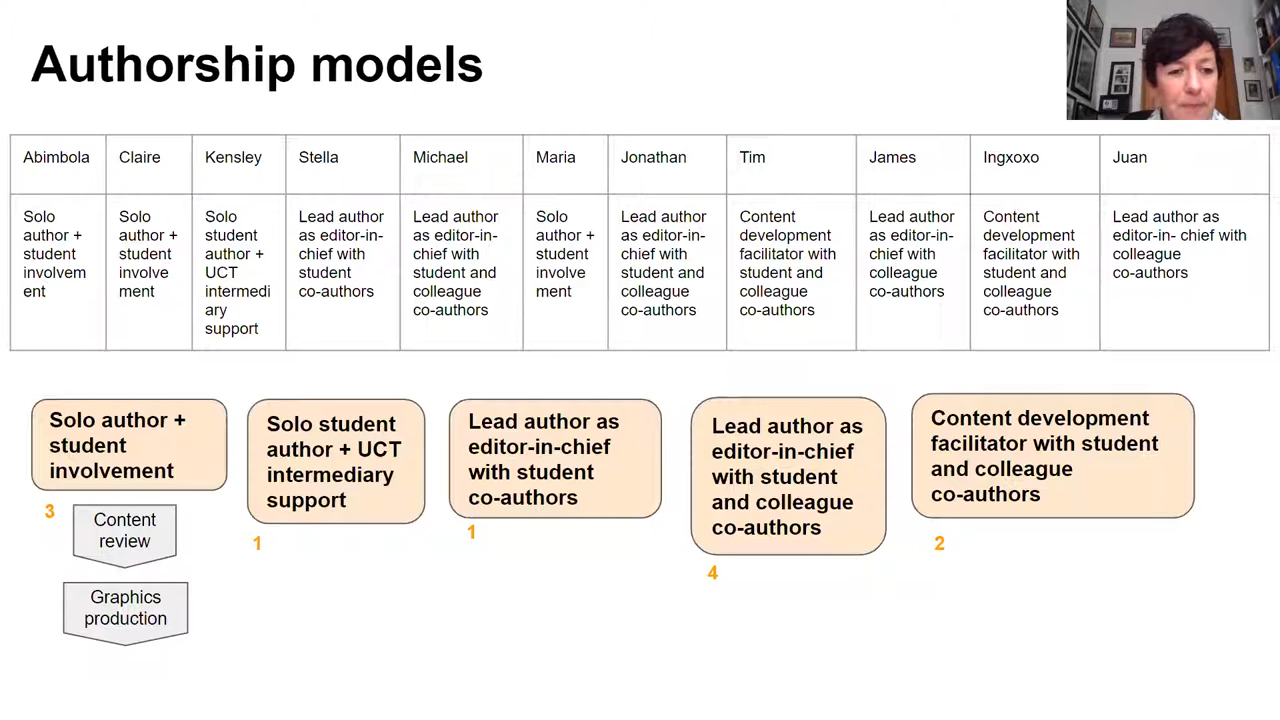 Authorship models
Abimbola
Claire
Kensley
Stella
Michael
Maria
Jonathan
Tim
James
Ingxoxo
Juan
Solo
author +
student
involvem
ent
Solo
author +
student
involve
ment
Solo
student
author +
UCT
intermedi
ary
support
Lead author
as editor-in-
chief with
student
co-authors
Lead author
as editor-in-
chief with
student and
colleague
co-authors
Solo
author +
student
involve
ment
Lead author
as editor-in-
chief with
student and
colleague
co-authors
Content
development
facilitator with
student and
colleague
co-authors
Lead author
as editor-in-
chief with
colleague
co-authors
Content
development
facilitator with
student and
colleague
co-authors
Lead author as
editor-in- chief with
colleague
co-authors
Solo author +
student
involvement
3
Content
review
Graphics
production
Solo student
author + UCT
intermediary
support
1
Lead author as
editor-in-chief
with student
co-authors
1
Lead author as
editor-in-chief
with student
and colleague
co-authors
4
Content development
facilitator with student
and colleague
co-authors
2